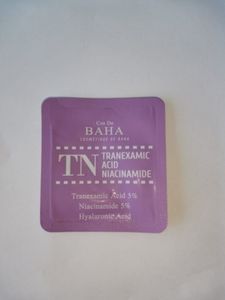 Cos De
BAHA
COSMETIQUE DE BAHA
TN TRANEXAMIC
ACID
NIACINAMIDE
Tranexamic Acid 5%
Niacinamide 5%
Hyaluronic Acid